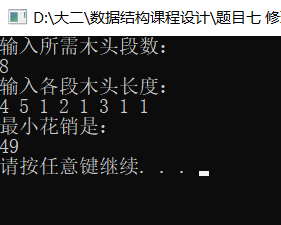 D:\大二\数据结构课程设计\题目七 修
输入所需木头段数：
8
输入各段木头长度：
4 5 1 2 1 3 1 1
最小花销是：
49
请按任意键继续. . .